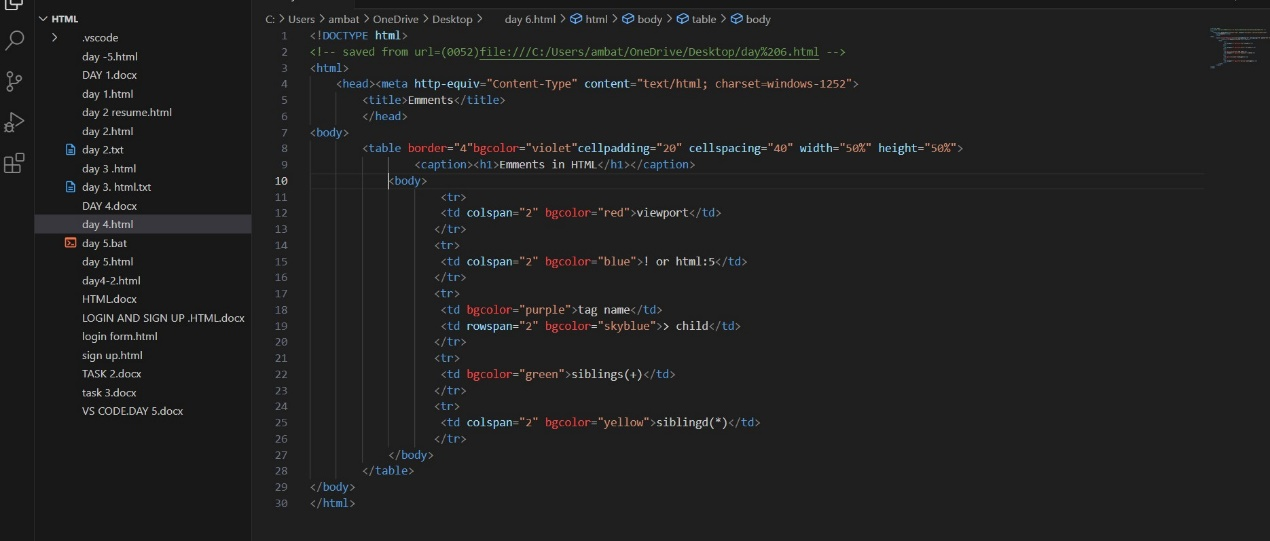 HTML
.vscode
day -5.html
DAY 1.docx
day 1.html
day 2 resume.html
day 2.html
day 2.txt
day 3 .html
day 3. html.txt
DAY 4.docx
day 4.html
day 5.bat
day 5.html
day4-2.html
HTML.docx
LOGIN AND SIGN UP .HTML.docx
login form.html
sign up.html
TASK 2.docx
task 3.docx
VS CODE.DAY 5.docx
C: > Users > ambat > OneDrive > Desktop > day 6.html > html > body > table > body
1 <!DOCTYPE html>
2 <!-- saved from url=(0052)file:///C:/Users/ambat/OneDrive/Desktop/day%206.html -->
3 <html>
4 <head><meta http-equiv="Content-Type" content="text/html; charset=windows-1252">
5 <title>Emments</title>
6 </head>
7 <body>
8 <table border="4"bgcolor="violet"cellpadding="20" cellspacing="40" width="50%" height="50%">
9 <caption><h1>Emments in HTML</h1></caption>
10 <body>
11 <tr>
12 <td colspan="2" bgcolor="red">viewport</td>
13 </tr>
14 <tr>
15 <td colspan="2" bgcolor="blue">! or html:5</td>
16 </tr>
17 <tr>
18 <td bgcolor="purple">tag name</td>
19 <td rowspan="2" bgcolor="skyblue">> child</td>
20 </tr>
21 <tr>
22 <td bgcolor="green">siblings(+)</td>
23 </tr>
24 <tr>
25 <td colspan="2" bgcolor="yellow">siblingd(*)</td>
26 </tr>
27 </body>
28 </table>
29 </body>
30 </html>